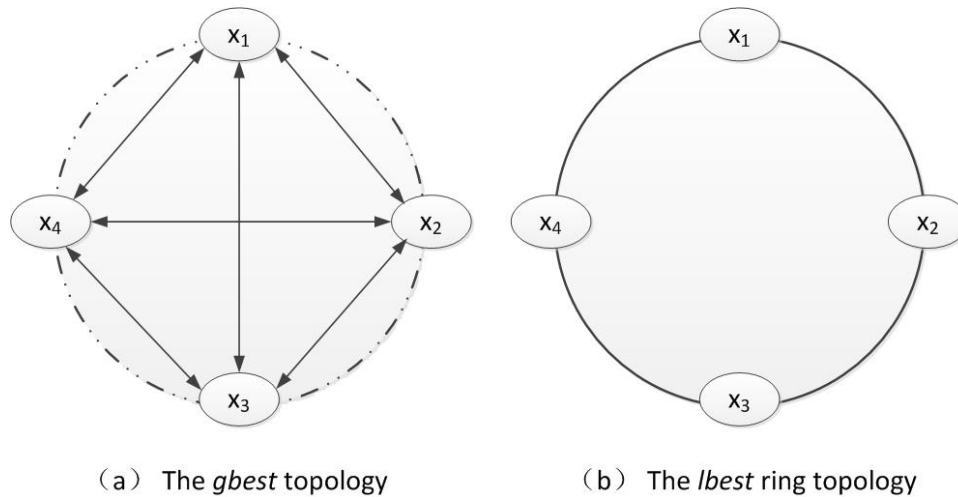 x₁ x₁
x₄ x₂ x₄ x₂
x₃ x₃
（a） The gbest topology （b） The lbest ring topology